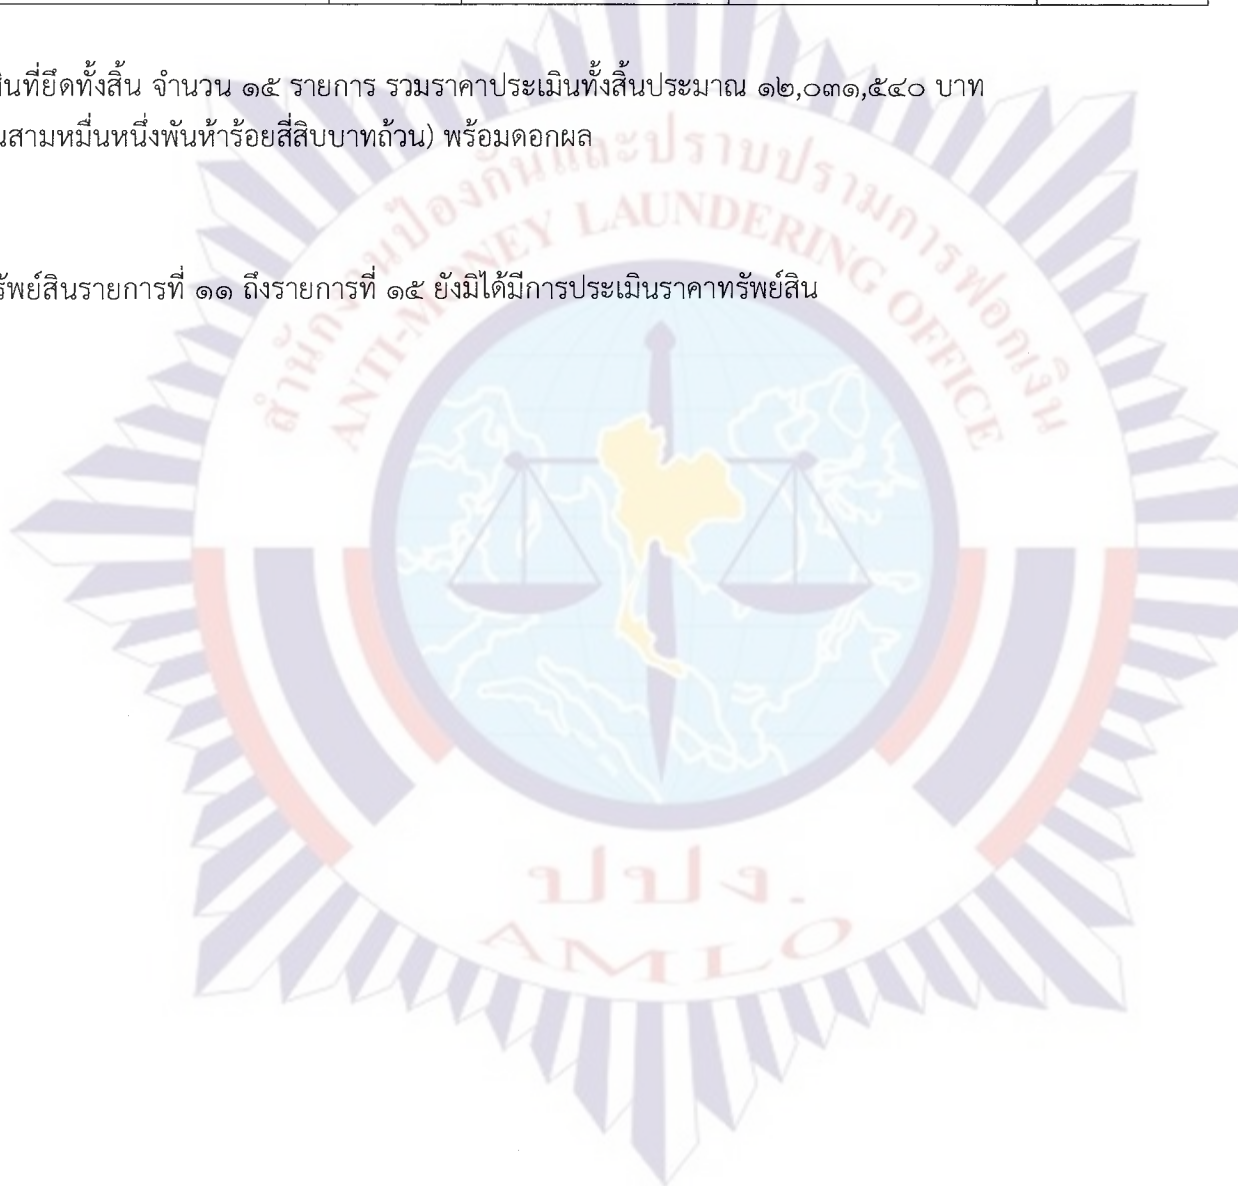 นที่ยึดทั้งสิ้น จำนวน ๑๕ รายการ รวมราคาประเมินทั้งสิ้นประมาณ ๑๒,๐๓๑,๕๔๐ บาท
นสามหมื่นหนึ่งพันห้าร้อยสี่สิบบาทถ้วน) พร้อมดอกผล
สำนักงานป้องกันและปราบปรามการฟอกเงิน
ANTI-MONEY LAUNDERING OFFICE
รัพย์สินรายการที่ ๑๑ ถึงรายการที่ ๑๕ ยังมิได้มีการประเมินราคาทรัพย์สิน
ปปง.
AMLO